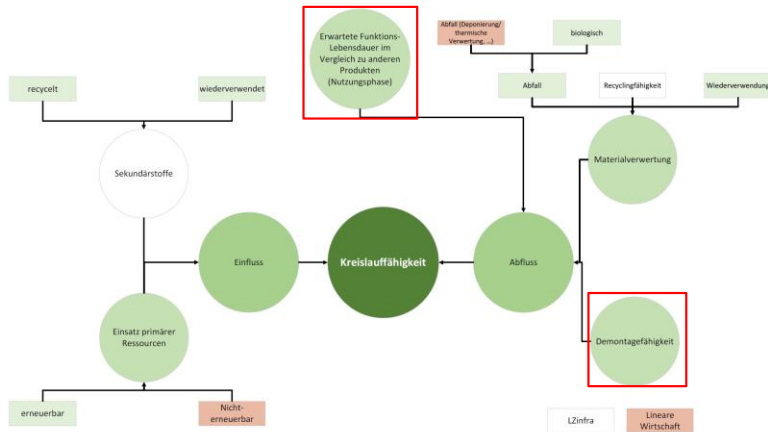 Erwartete Funktions-
Lebensdauer im
Vergleich zu anderen
Produkten
(Nutzungsphase)
Abfall (Deponierung/
thermische
Verwertung, ...)
biologisch
recycelt
wiederverwendet
Abfall
Recyclingfähigkeit
Wiederverwendung
Sekundärstoffe
Materialverwertung
Einfluss
Kreislauffähigkeit
Abfluss
Einsatz primärer
Ressourcen
Demontagefähigkeit
erneuerbar
Nicht-
erneuerbar
LZinfra
Lineare
Wirtschaft